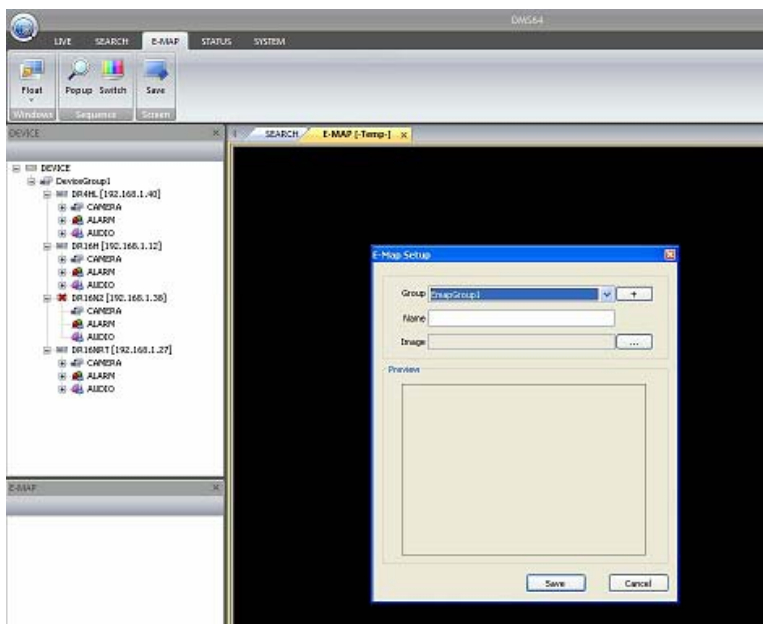 DMS64
LIVE SEARCH E-MAP STATUS SYSTEM
Float Popup Switch Save
Windows Sequence Screen
DEVICE
SEARCH E-MAP [-Temp-]
DEVICE
DeviceGroup1
DR4HL [192.168.1.40]
CAMERA
ALARM
AUDIO
DR16H [192.168.1.12]
CAMERA
ALARM
AUDIO
DR16N2 [192.168.1.38]
CAMERA
ALARM
AUDIO
DR16NRT [192.168.1.27]
CAMERA
ALARM
AUDIO
E-MAP
E-Map Setup
Group EmapGroup1 +
Name
Image ...
Preview
Save Cancel